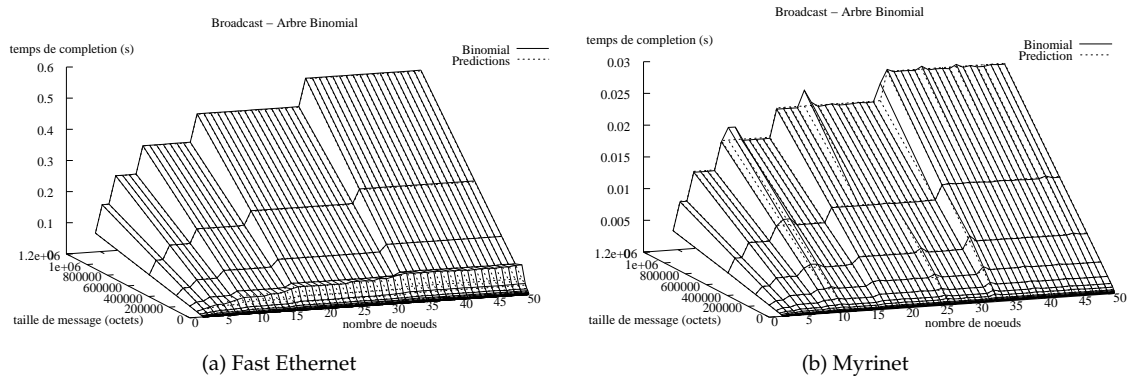 Broadcast – Arbre Binomial
temps de completion (s)
Binomial
Predictions
0.6
0.5
0.4
0.3
0.2
0.1
0
1.2e+06
1e+06
800000
600000
400000
200000
0
taille de message (octets)
0
5
10
15
20
25
30
35
40
45
50
nombre de noeuds
(a) Fast Ethernet
Broadcast – Arbre Binomial
temps de completion (s)
Binomial
Prediction
0.03
0.025
0.02
0.015
0.01
0.005
0
1.2e+06
1e+06
800000
600000
400000
200000
0
taille de message (octets)
0
5
10
15
20
25
30
35
40
45
50
nombre de noeuds
(b) Myrinet